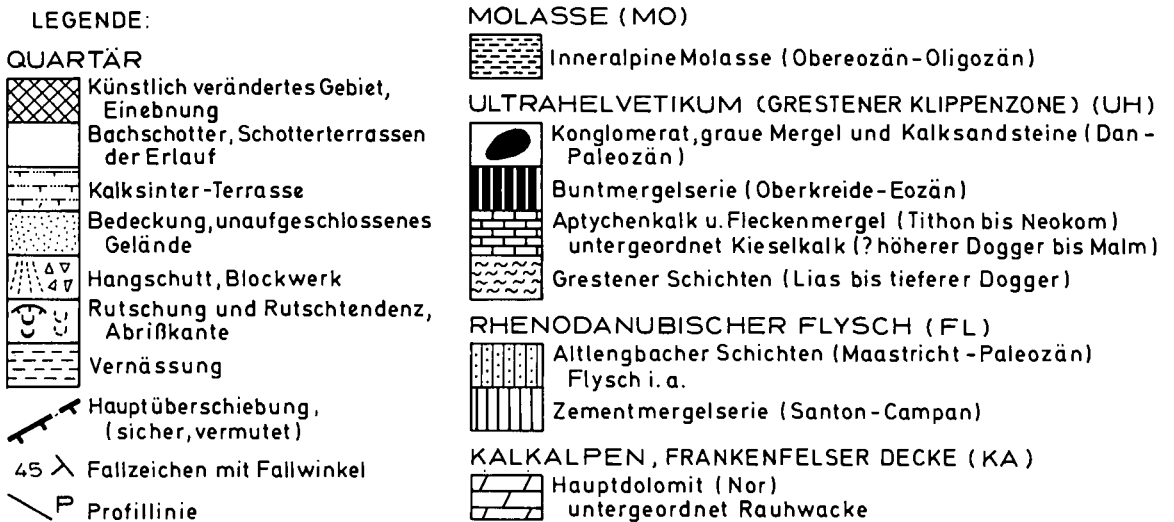 LEGENDE:
QUARTÄR
Künstlich verändertes Gebiet,
Einebnung
Bachschotter, Schotterterrassen
der Erlauf
Kalksinter-Terrasse
Bedeckung, unaufgeschlossenes
Gelände
Hangschutt, Blockwerk
Rutschung und Rutschtendenz,
Abrißkante
Vernässung
Hauptüberschiebung,
(sicher, vermutet)
45 Fallzeichen mit Fallwinkel
P Profillinie
MOLASSE (MO)
Inneralpine Molasse (Obereozän-Oligozän)
ULTRAHELVETIKUM (GRESTENER KLIPPENZONE) (UH)
Konglomerat, graue Mergel und Kalksandsteine (Dan-
Paleozän)
Buntmergelserie (Oberkreide-Eozän)
Aptychenkalk u. Fleckenmergel (Tithon bis Neokom)
untergeordnet Kieselkalk (? höherer Dogger bis Malm)
Grestener Schichten (Lias bis tieferer Dogger)
RHENODANUBISCHER FLYSCH (FL)
Altlengbacher Schichten (Maastricht-Paleozän)
Flysch i. a.
Zementmergelserie (Santon-Campan)
KALKALPEN, FRANKENFELSER DECKE (KA)
Hauptdolomit (Nor)
untergeordnet Rauhwacke